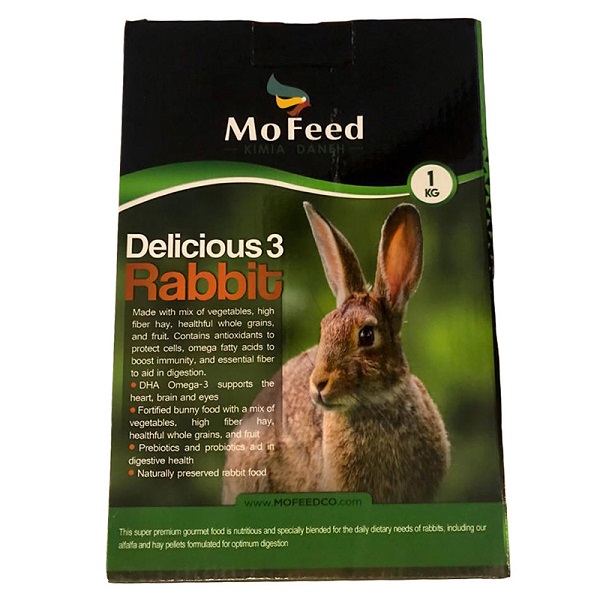 Mo Feed
KIMIA DANEH
1
KG
Delicious 3
Rabbit
Made with mix of vegetables, high
fiber hay, healthful whole grains,
and fruit. Contains antioxidants to
protect cells, omega fatty acids to
boost immunity, and essential fiber
to aid in digestion.
• DHA Omega-3 supports the
heart, brain and eyes
• Fortified bunny food with a mix of
vegetables, high fiber hay,
healthful whole grains, and fruit
• Prebiotics and probiotics aid in
digestive health
• Naturally preserved rabbit food
www.MOFEEDCO.com
This super premium gourmet food is nutritious and specially blended for the daily dietary needs of rabbits, including our
alfalfa and hay pellets formulated for optimum digestion